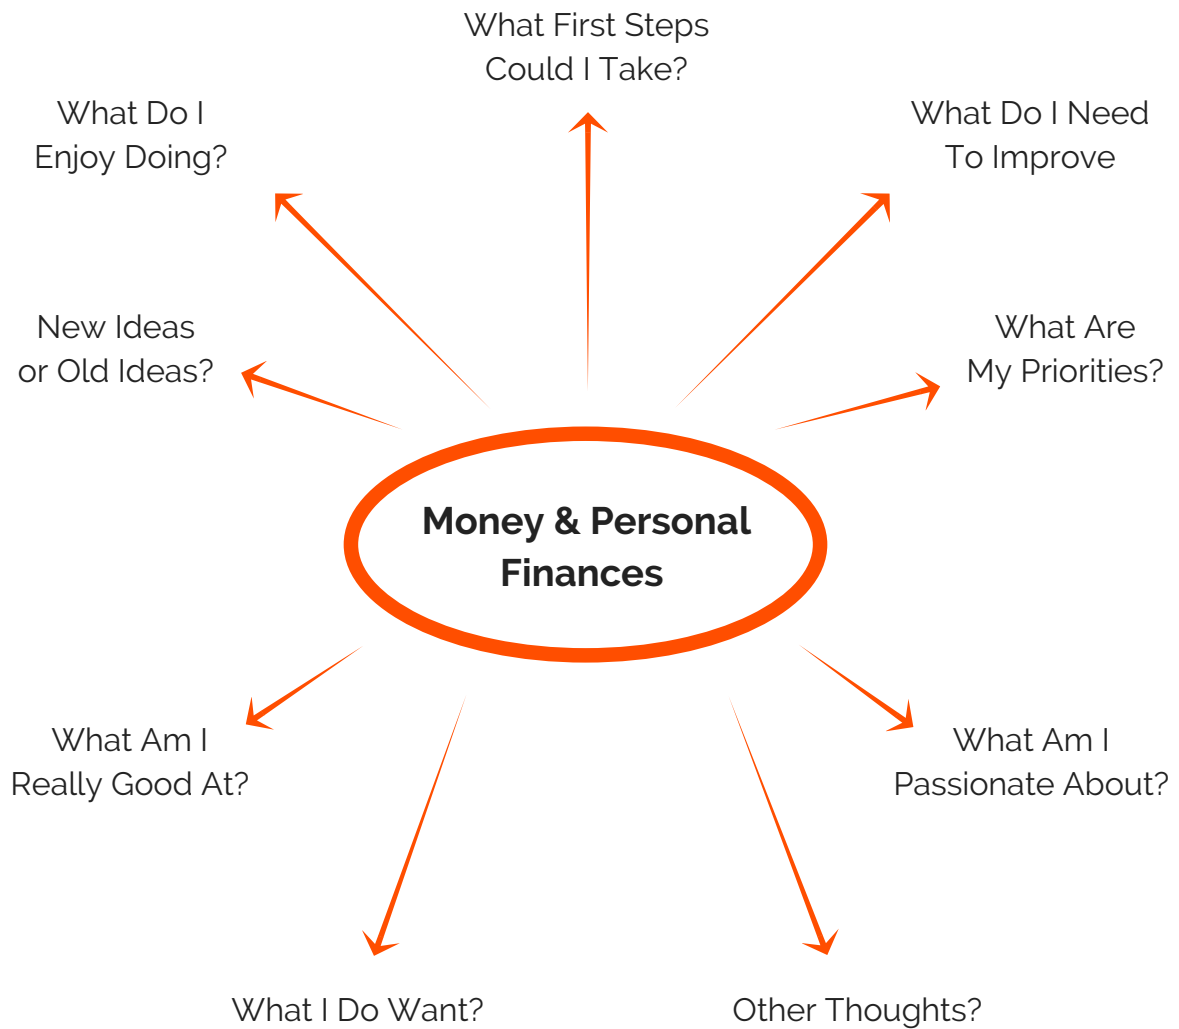 What First Steps
Could I Take?
What Do I
Enjoy Doing?
What Do I Need
To Improve
New Ideas
or Old Ideas?
What Are
My Priorities?
Money & Personal
Finances
What Am I
Really Good At?
What Am I
Passionate About?
What I Do Want?
Other Thoughts?